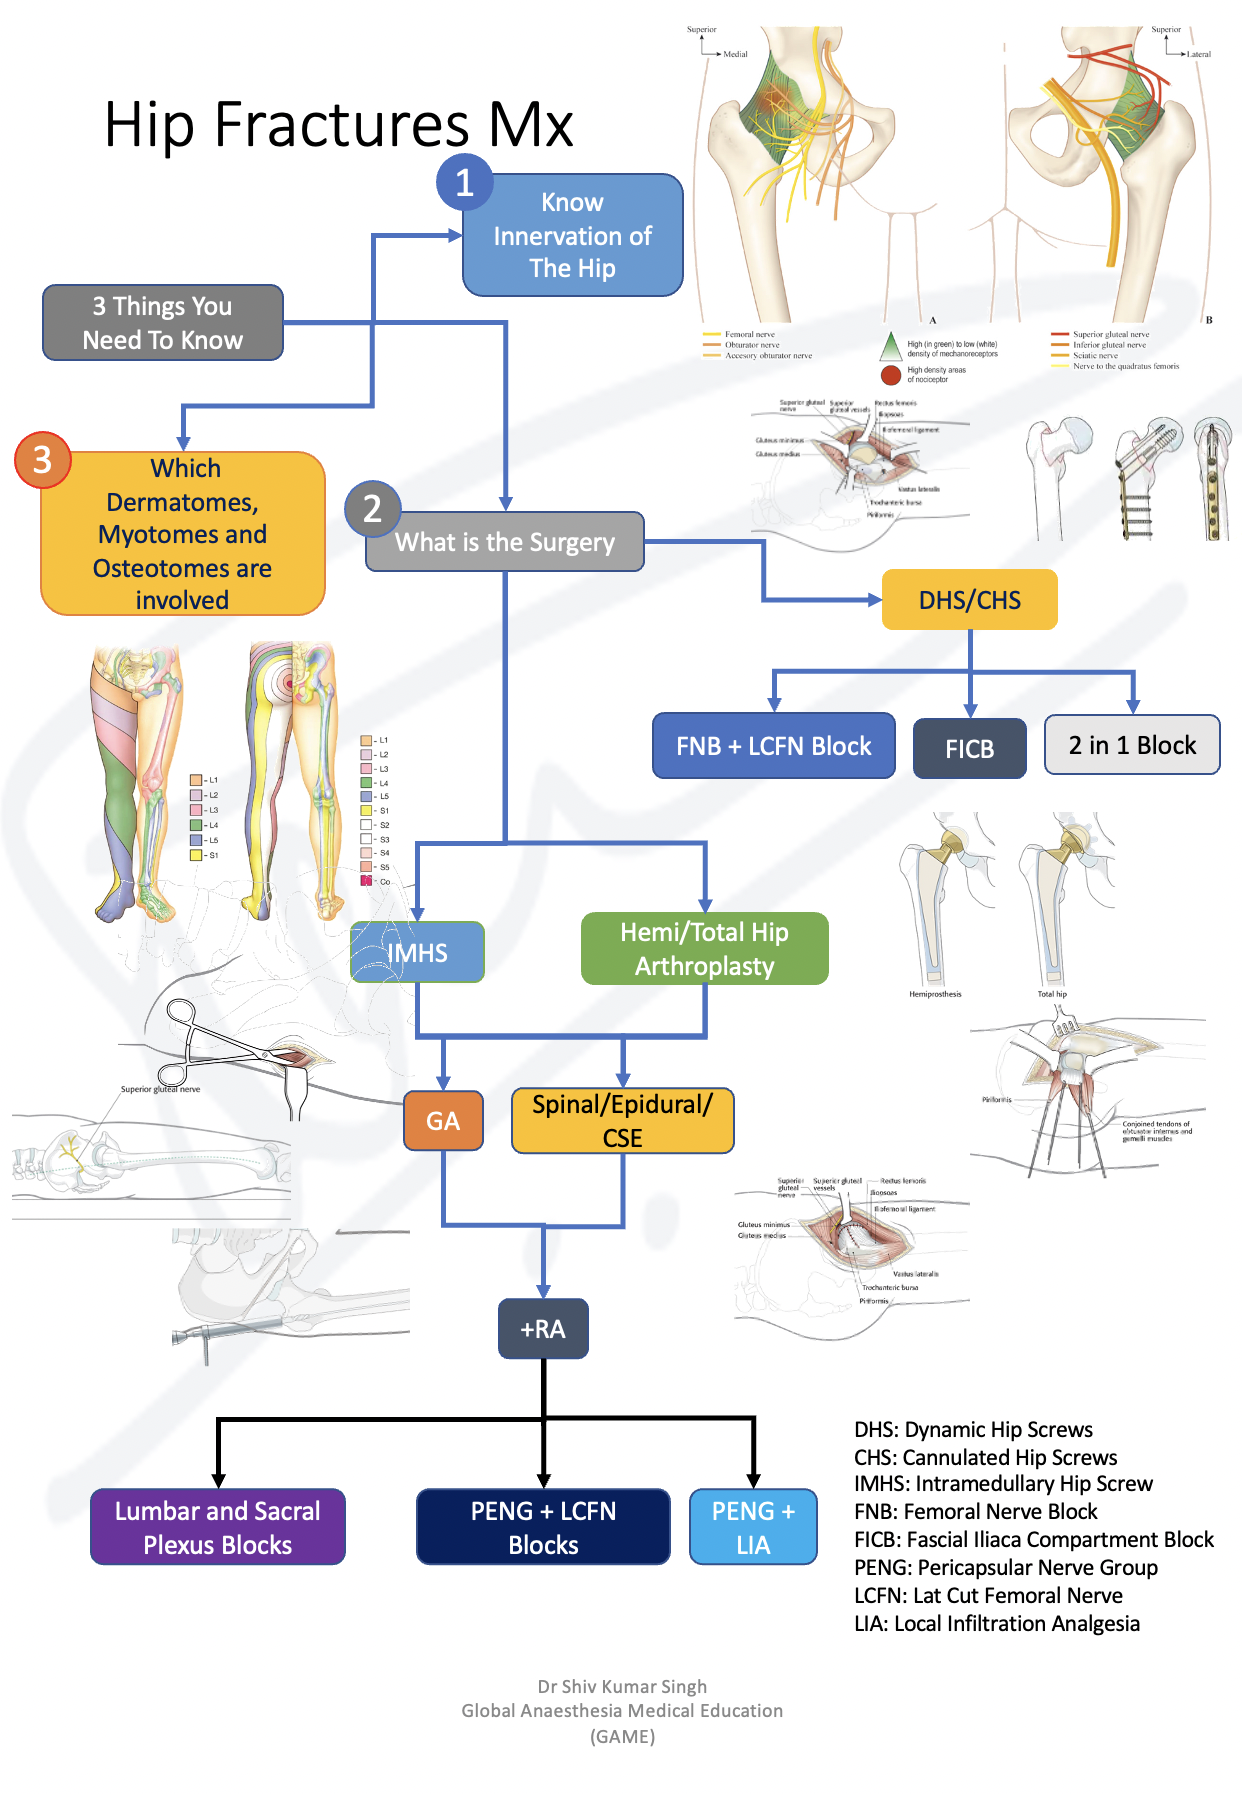 Hip Fractures Mx
Superior
Medial
Superior
Lateral
A
B
Femoral nerve
Obturator nerve
Accesory obturator nerve
High (in green) to low (white)
density of mechanoreceptors
High density areas
of nociceptor
Superior gluteal nerve
Inferior gluteal nerve
Sciatic nerve
Nerve to the quadratus femoris
1
Know
Innervation of
The Hip
3 Things You
Need To Know
3
Which
Dermatomes,
Myotomes and
Osteotomes are
involved
2
What is the Surgery
Superior gluteal
nerve
Superior
gluteal vessels
Rectus femoris
Iliopsoas
Iliofemoral ligament
Gluteus minimus
Gluteus medius
Vastus lateralis
Trochanteric bursa
Piriformis
DHS/CHS
FNB + LCFN Block
FICB
2 in 1 Block
L1
L2
L3
L4
L5
S1
L1
L2
L3
L4
L5
S1
S2
S3
S4
S5
Co
IMHS
Hemi/Total Hip
Arthroplasty
Hemiprosthesis
Total hip
Superior gluteal nerve
GA
Spinal/Epidural/
CSE
Piriformis
Conjoined tendons of
obturator internus and
gemelli muscles
Superior
gluteal
nerve
Superior gluteal
vessels
Rectus femoris
Iliopsoas
Iliofemoral ligament
Gluteus minimus
Gluteus medius
Vastus lateralis
Trochanteric bursa
Piriformis
+RA
Lumbar and Sacral
Plexus Blocks
PENG + LCFN
Blocks
PENG +
LIA
DHS: Dynamic Hip Screws
CHS: Cannulated Hip Screws
IMHS: Intramedullary Hip Screw
FNB: Femoral Nerve Block
FICB: Fascial Iliaca Compartment Block
PENG: Pericapsular Nerve Group
LCFN: Lat Cut Femoral Nerve
LIA: Local Infiltration Analgesia
Dr Shiv Kumar Singh
Global Anaesthesia Medical Education
(GAME)